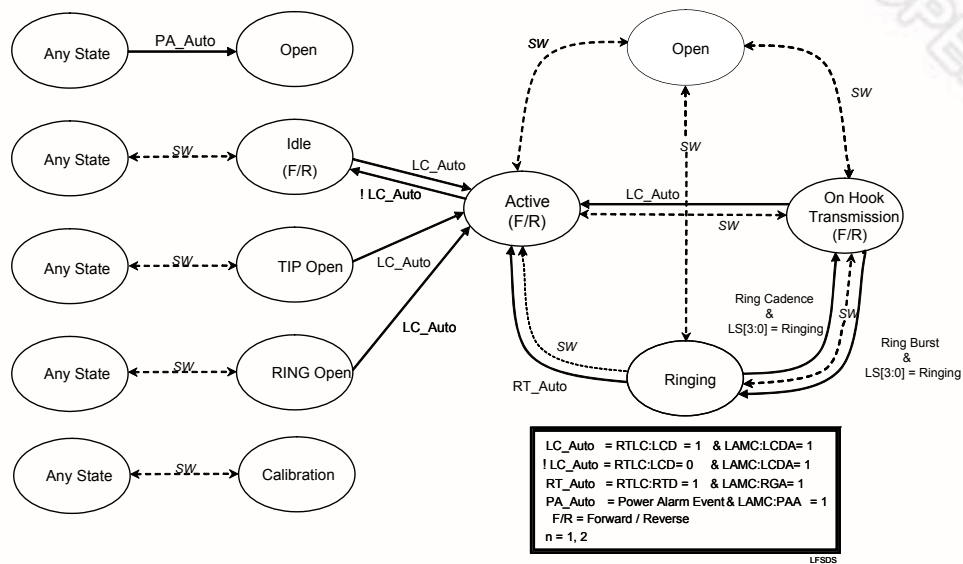 Any State
PA_Auto
Open
Any State
SW
Idle
(F/R)
LC_Auto
! LC_Auto
Any State
SW
TIP Open
LC_Auto
Any State
SW
RING Open
LC_Auto
Any State
SW
Calibration
Open
SW
SW
SW
Active
(F/R)
LC_Auto
SW
On Hook
Transmission
(F/R)
SW
RT_Auto
Ringing
Ring Cadence
&
LS[3:0] = Ringing
SW
Ring Burst
&
LS[3:0] = Ringing
LC_Auto = RTLC:LCD = 1 & LAMC:LCDA= 1
! LC_Auto = RTLC:LCD= 0 & LAMC:LCDA= 1
RT_Auto = RTLC:RTD = 1 & LAMC:RGA= 1
PA_Auto = Power Alarm Event & LAMC:PAA = 1
F/R = Forward / Reverse
n = 1, 2
LFSDS